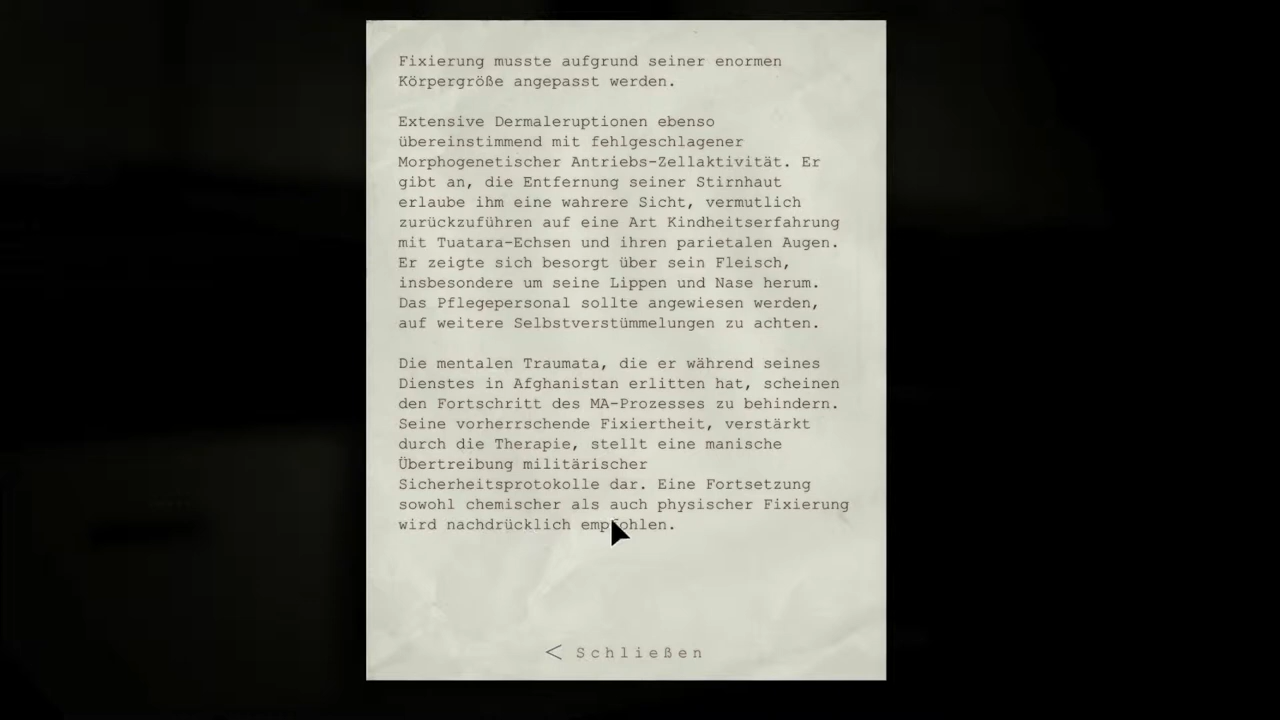 Fixierung musste aufgrund seiner enormen
Körpergröße angepasst werden.
Extensive Dermaleruptionen ebenso
übereinstimmend mit fehlgeschlagener
Morphogenetischer Antriebs-Zellaktivität. Er
gibt an, die Entfernung seiner Stirnhaut
erlaube ihm eine wahrere Sicht, vermutlich
zurückzuführen auf eine Art Kindheitserfahrung
mit Tuatara-Echsen und ihren parietalen Augen.
Er zeigte sich besorgt über sein Fleisch,
insbesondere um seine Lippen und Nase herum.
Das Pflegepersonal sollte angewiesen werden,
auf weitere Selbstverstümmelungen zu achten.
Die mentalen Traumata, die er während seines
Dienstes in Afghanistan erlitten hat, scheinen
den Fortschritt des MA-Prozesses zu behindern.
Seine vorherrschende Fixiertheit, verstärkt
durch die Therapie, stellt eine manische
Übertreibung militärischer
Sicherheitsprotokolle dar. Eine Fortsetzung
sowohl chemischer als auch physischer Fixierung
wird nachdrücklich empfohlen.
< Schließen